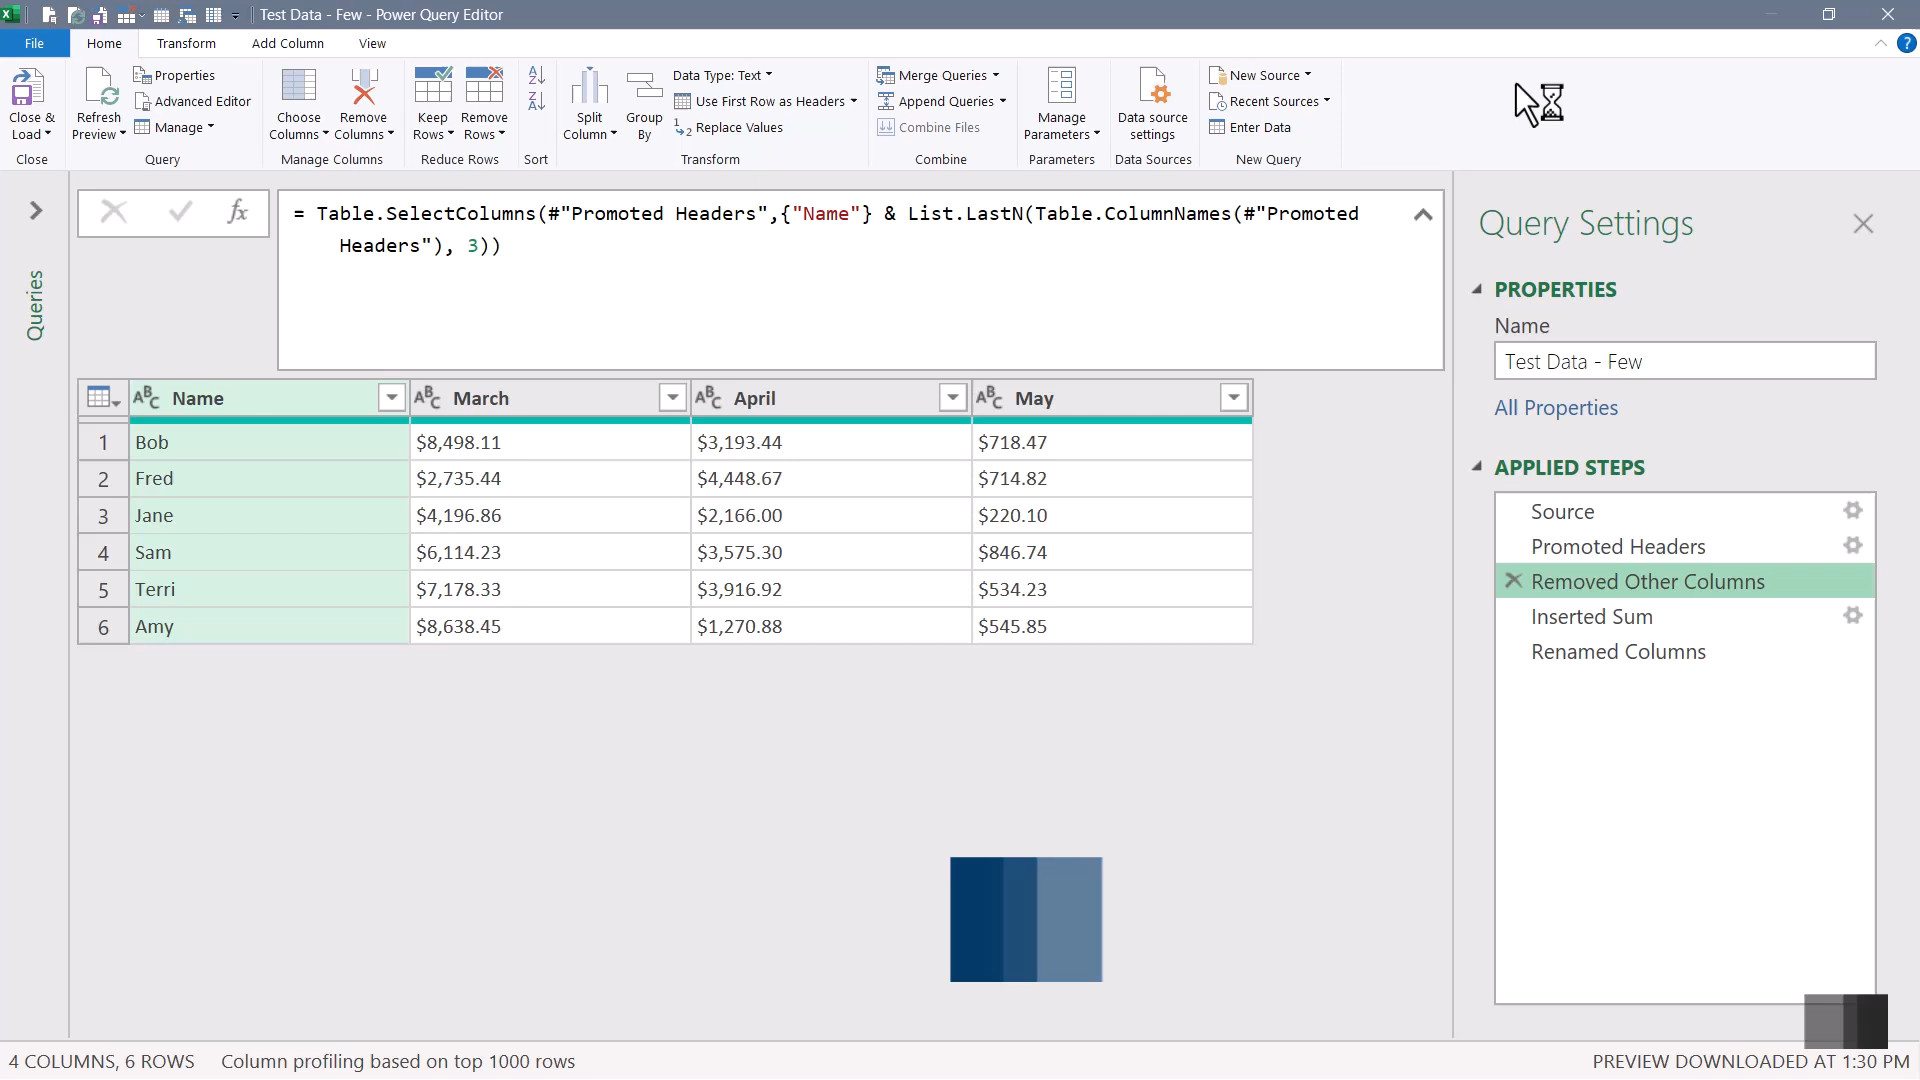 Test Data - Few - Power Query Editor
File
Home
Transform
Add Column
View
?
Close &
Load
Close
Refresh
Preview
Properties
Advanced Editor
Manage
Query
Choose
Columns
Remove
Columns
Manage Columns
Keep
Rows
Remove
Rows
Reduce Rows
A
Z
Z
A
Sort
Split
Column
Group
By
Data Type: Text
Use First Row as Headers
1
2 Replace Values
Transform
Merge Queries
Append Queries
Combine Files
Combine
Manage
Parameters
Parameters
Data source
settings
Data Sources
New Source
Recent Sources
Enter Data
New Query
Queries
fx
= Table.SelectColumns(#"Promoted Headers",{"Name"} & List.LastN(Table.ColumnNames(#"Promoted
Headers"), 3))
ABC Name ABC March ABC April ABC May
1 Bob $8,498.11 $3,193.44 $718.47
2 Fred $2,735.44 $4,448.67 $714.82
3 Jane $4,196.86 $2,166.00 $220.10
4 Sam $6,114.23 $3,575.30 $846.74
5 Terri $7,178.33 $3,916.92 $534.23
6 Amy $8,638.45 $1,270.88 $545.85
Query Settings
PROPERTIES
Name
Test Data - Few
All Properties
APPLIED STEPS
Source
Promoted Headers
Removed Other Columns
Inserted Sum
Renamed Columns
4 COLUMNS, 6 ROWS Column profiling based on top 1000 rows
PREVIEW DOWNLOADED AT 1:30 PM